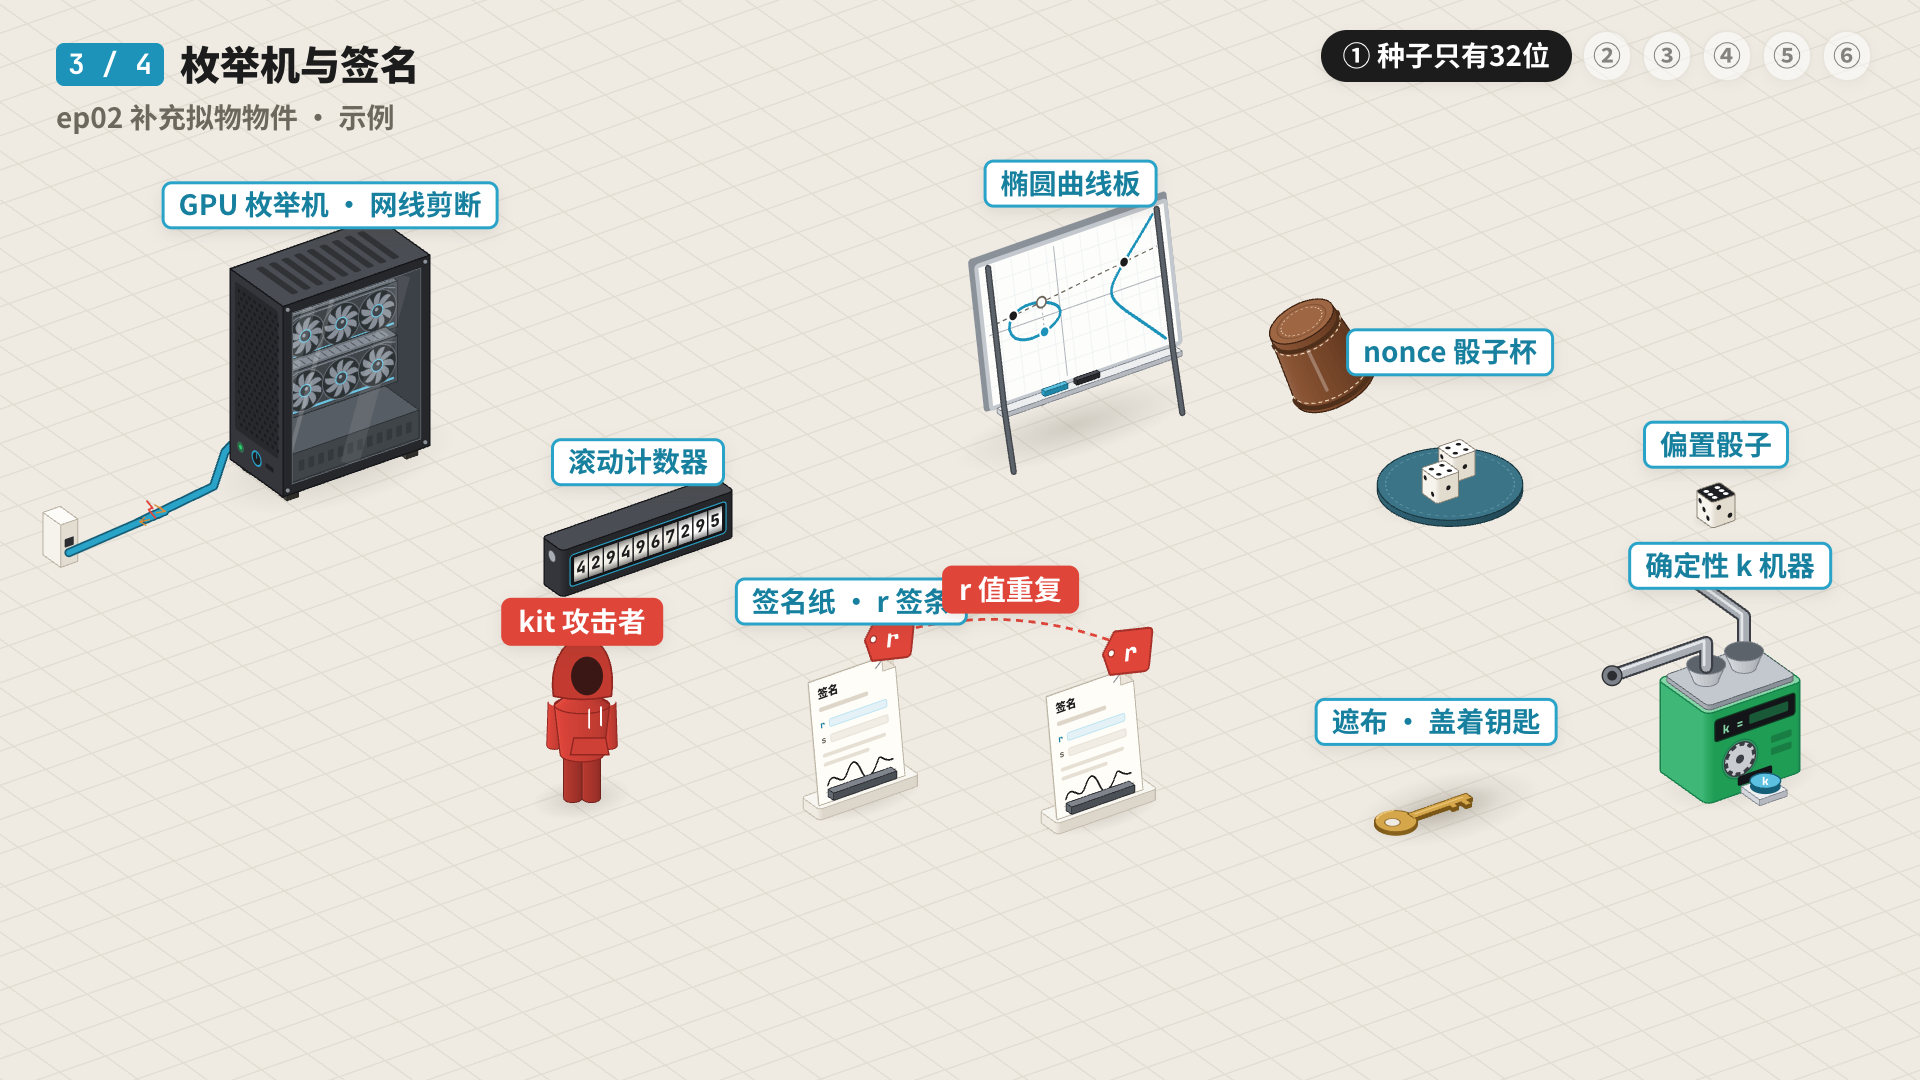 3 / 4 枚举机与签名
ep02 补充拟物物件 · 示例
① 种子只有32位 ② ③ ④ ⑤ ⑥
GPU 枚举机 · 网线剪断
椭圆曲线板
nonce 骰子杯
偏置骰子
滚动计数器
4294967295
确定性 k 机器
k =
k
kit 攻击者
签名纸 · r 签条
r 值重复
r
r
签名
r
s
签名
r
s
遮布 · 盖着钥匙